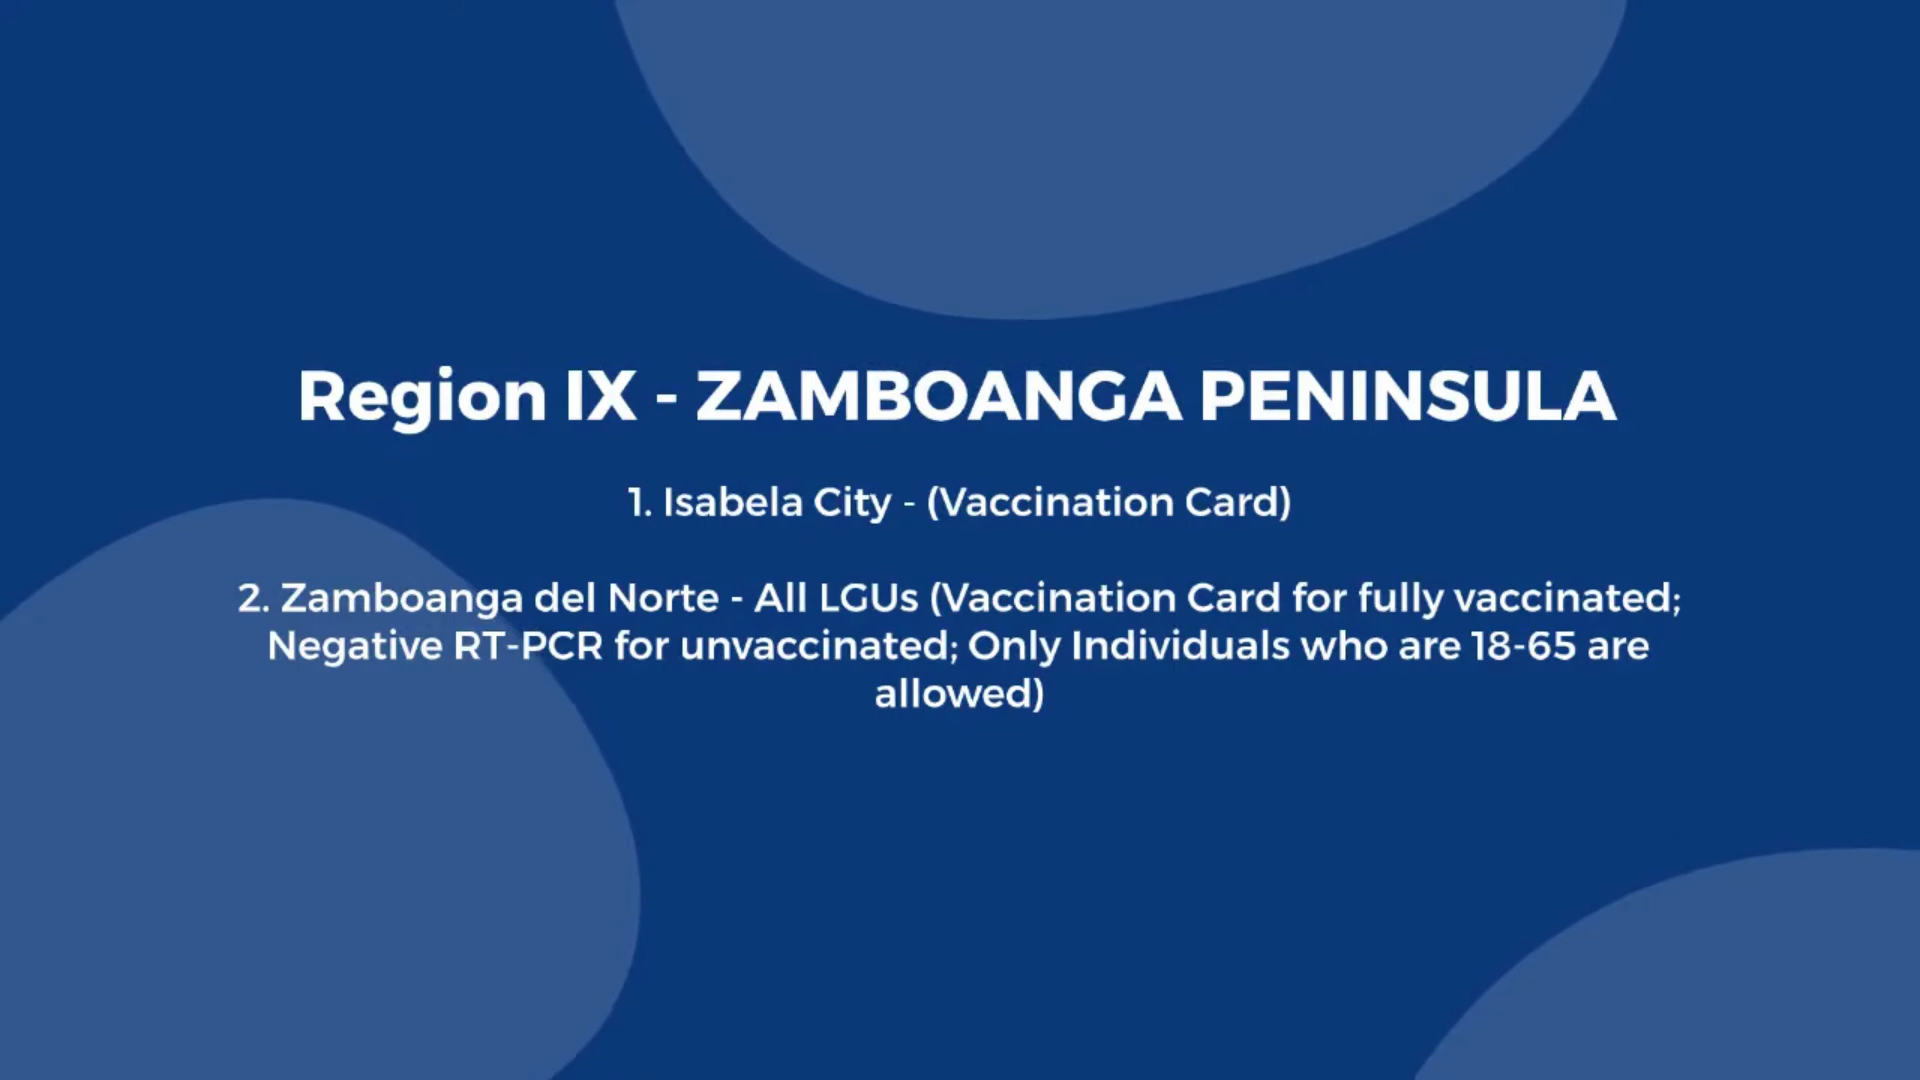 Region IX - ZAMBOANGA PENINSULA
1. Isabela City - (Vaccination Card)
2. Zamboanga del Norte - All LGUs (Vaccination Card for fully vaccinated;
Negative RT-PCR for unvaccinated; Only Individuals who are 18-65 are
allowed)